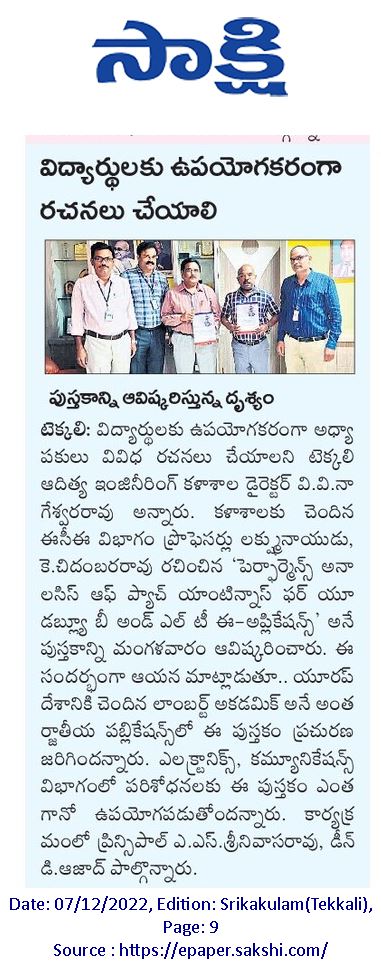 సాక్షి
విద్యార్థులకు ఉపయోగకరంగా
రచనలు చేయాలి
పుస్తకాన్ని ఆవిష్కరిస్తున్న దృశ్యం
టెక్కలి: విద్యార్థులకు ఉపయోగకరంగా అధ్యా
పకులు వివిధ రచనలు చేయాలని టెక్కలి
ఆదిత్య ఇంజినీరింగ్ కళాశాల డైరెక్టర్ వి.వి.నా
గేశ్వరరావు అన్నారు. కళాశాలకు చెందిన
ఈసీఈ విభాగం ప్రొఫెసర్లు లక్ష్మునాయుడు,
కె.చిదంబరరావు రచించిన 'పెర్ఫార్మెన్స్ అనా
లసిస్ ఆఫ్ ప్యాచ్ యాంటిన్నాస్ ఫర్ యూ
డబ్ల్యూ బీ అండ్ ఎల్ టీ ఈ-అప్లికేషన్స్' అనే
పుస్తకాన్ని మంగళవారం ఆవిష్కరించారు. ఈ
సందర్భంగా ఆయన మాట్లాడుతూ.. యూరప్
దేశానికి చెందిన లాంబర్ట్ అకడమిక్ అనే అంత
ర్జాతీయ పబ్లికేషన్స్‌లో ఈ పుస్తకం ప్రచురణ
జరిగిందన్నారు. ఎలక్ట్రానిక్స్, కమ్యూనికేషన్స్
విభాగంలో పరిశోధనలకు ఈ పుస్తకం ఎంత
గానో ఉపయోగపడుతోందన్నారు. కార్యక్ర
మంలో ప్రిన్సిపాల్ ఎ.ఎస్.శ్రీనివాసరావు, డీన్
డి.ఆజాద్ పాల్గొన్నారు.
Date: 07/12/2022, Edition: Srikakulam(Tekkali),
Page: 9
Source : https://epaper.sakshi.com/